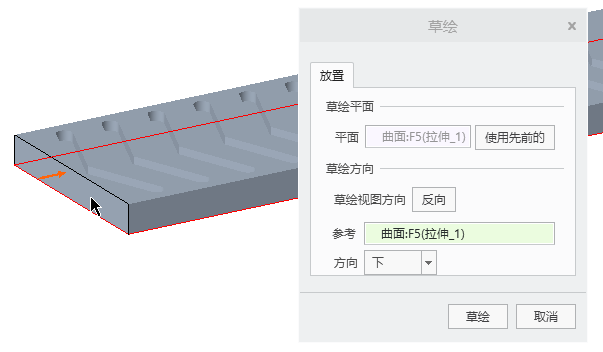 草绘
放置
草绘平面
平面 曲面:F5(拉伸_1) 使用先前的
草绘方向
草绘视图方向 反向
参考 曲面:F5(拉伸_1)
方向 下
草绘 取消